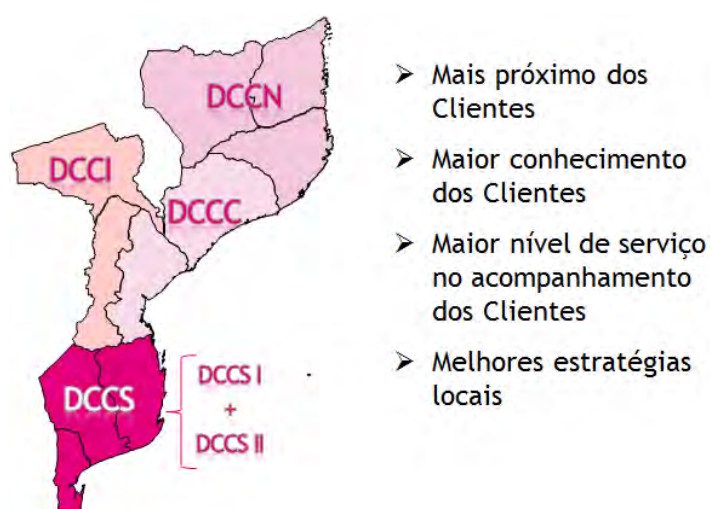 DCCN
DCCI
DCCC
DCCS
DCCS I
+
DCCS II
➤ Mais próximo dos
Clientes
➤ Maior conhecimento
dos Clientes
➤ Maior nível de serviço
no acompanhamento
dos Clientes
➤ Melhores estratégias
locais